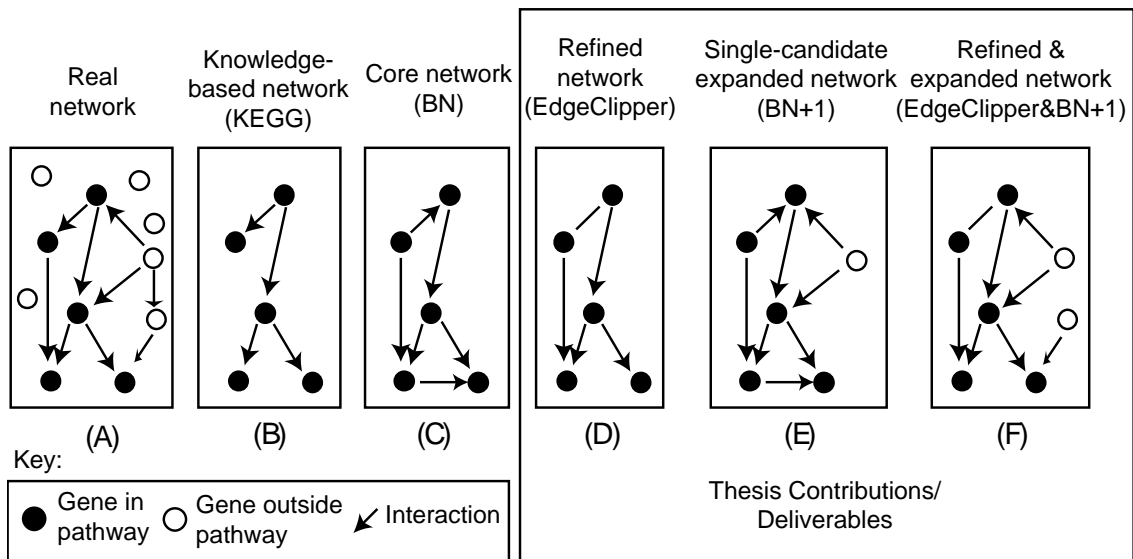 Real
network
Knowledge-
based network
(KEGG)
Core network
(BN)
Refined
network
(EdgeClipper)
Single-candidate
expanded network
(BN+1)
Refined &
expanded network
(EdgeClipper&BN+1)
(A)
(B)
(C)
(D)
(E)
(F)
Key:
Gene in
pathway
Gene outside
pathway
Interaction
Thesis Contributions/
Deliverables